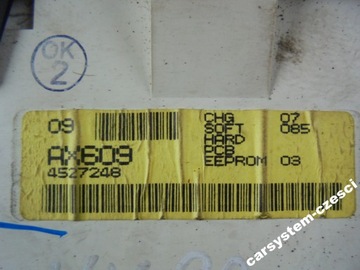 OK
2
09
CHG 07
SOFT 085
HARD
PCB
EEPROM 03
AX609
4527248
carsystem-czesci